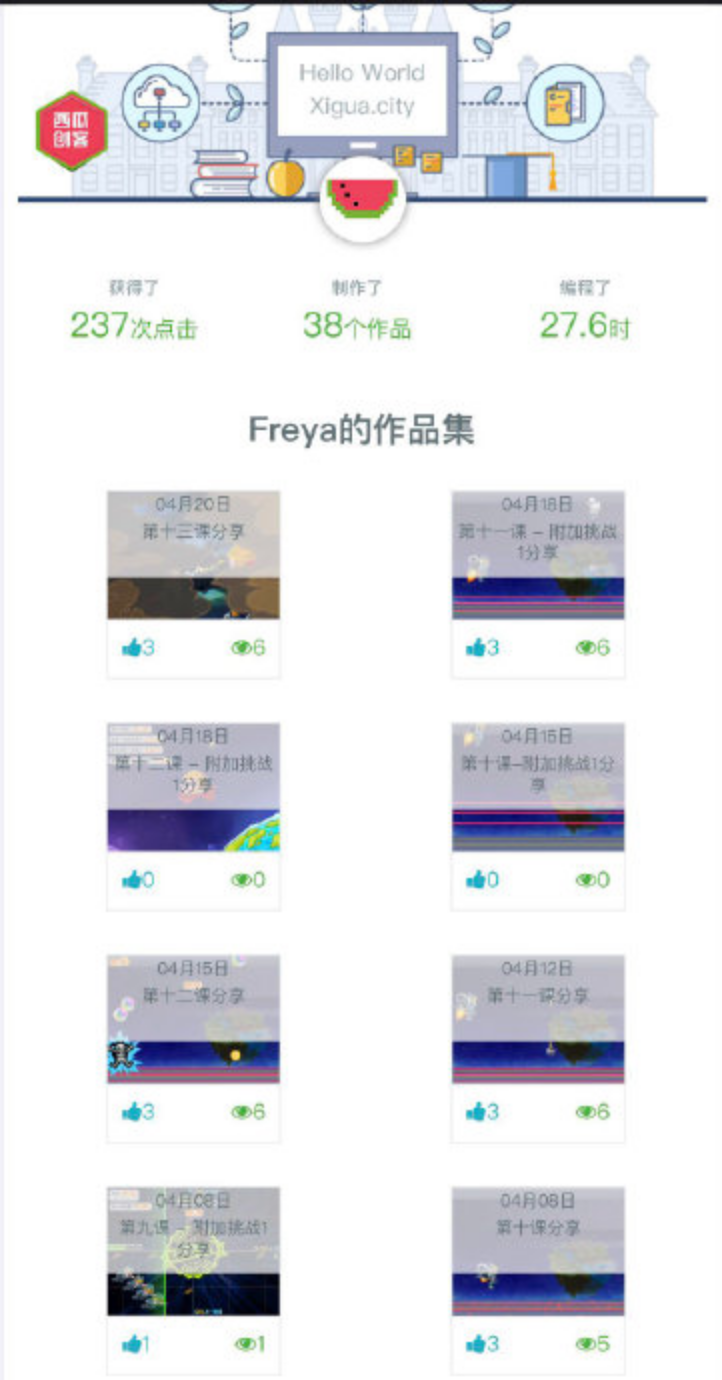 Hello World
Xigua.city
西瓜
创客
获得了
制作了
编程了
237次点击
38个作品
27.6时
Freya的作品集
04月20日
第十三课分享
3
6
04月18日
第十一课 - 附加挑战
1分享
3
6
04月18日
第十二课 - 附加挑战
1分享
0
0
04月15日
第十课-附加挑战1分
享
0
0
04月15日
第十二课分享
3
6
04月12日
第十一课分享
3
6
04月08日
第九课 - 附加挑战1
分享
1
1
04月08日
第十课分享
3
5